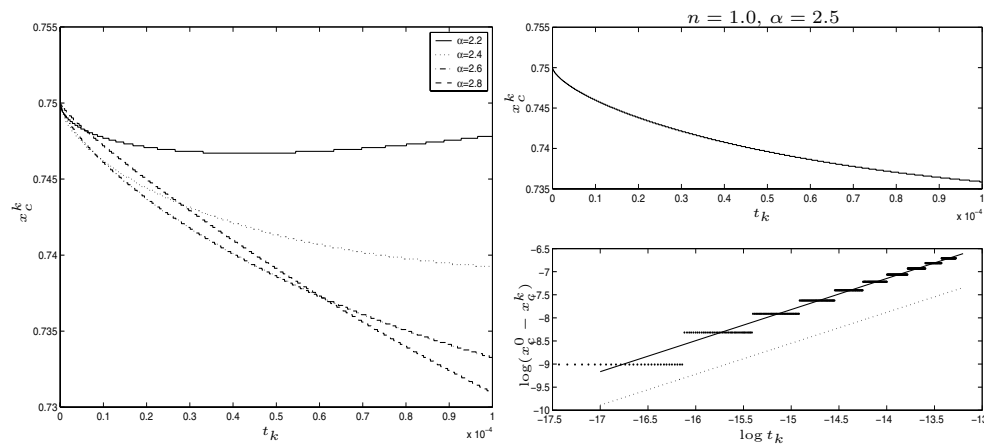 0.755
0.75
0.745
0.74
0.735
0.73
x_c^k
0 0.1 0.2 0.3 0.4 0.5 0.6 0.7 0.8 0.9 1
t_k
x 10^-4
α=2.2
α=2.4
α=2.6
α=2.8
n = 1.0, α = 2.5
0.755
0.75
0.745
0.74
0.735
x_c^k
0 0.1 0.2 0.3 0.4 0.5 0.6 0.7 0.8 0.9 1
t_k
x 10^-4
-6.5
-7
-7.5
-8
-8.5
-9
-9.5
-10
log(x_c^0 − x_c^k)
-17.5 -17 -16.5 -16 -15.5 -15 -14.5 -14 -13.5 -13
log t_k